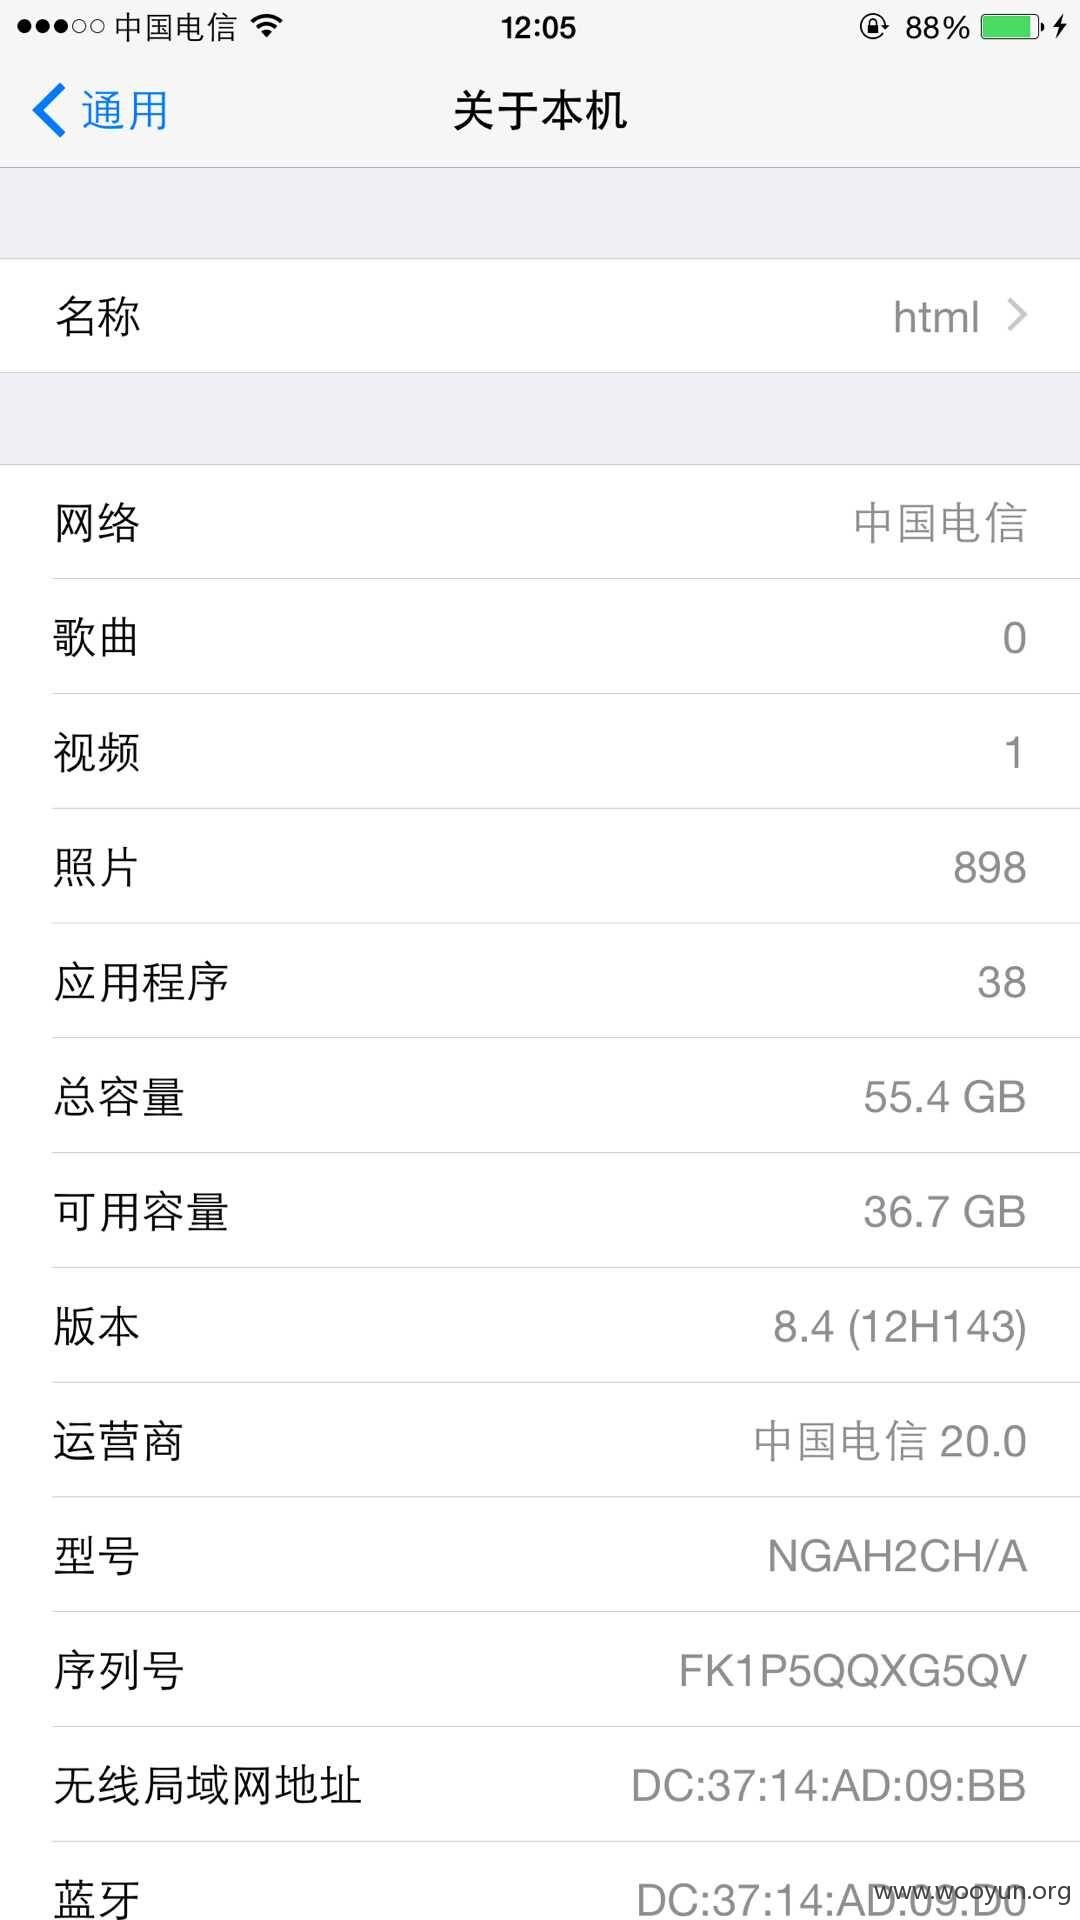 中国电信 12:05 88%
通用 关于本机
名称 html
网络 中国电信
歌曲 0
视频 1
照片 898
应用程序 38
总容量 55.4 GB
可用容量 36.7 GB
版本 8.4 (12H143)
运营商 中国电信 20.0
型号 NGAH2CH/A
序列号 FK1P5QQXG5QV
无线局域网地址 DC:37:14:AD:09:BB
蓝牙 DC:37:14:AD:09:D0
www.wooyun.org